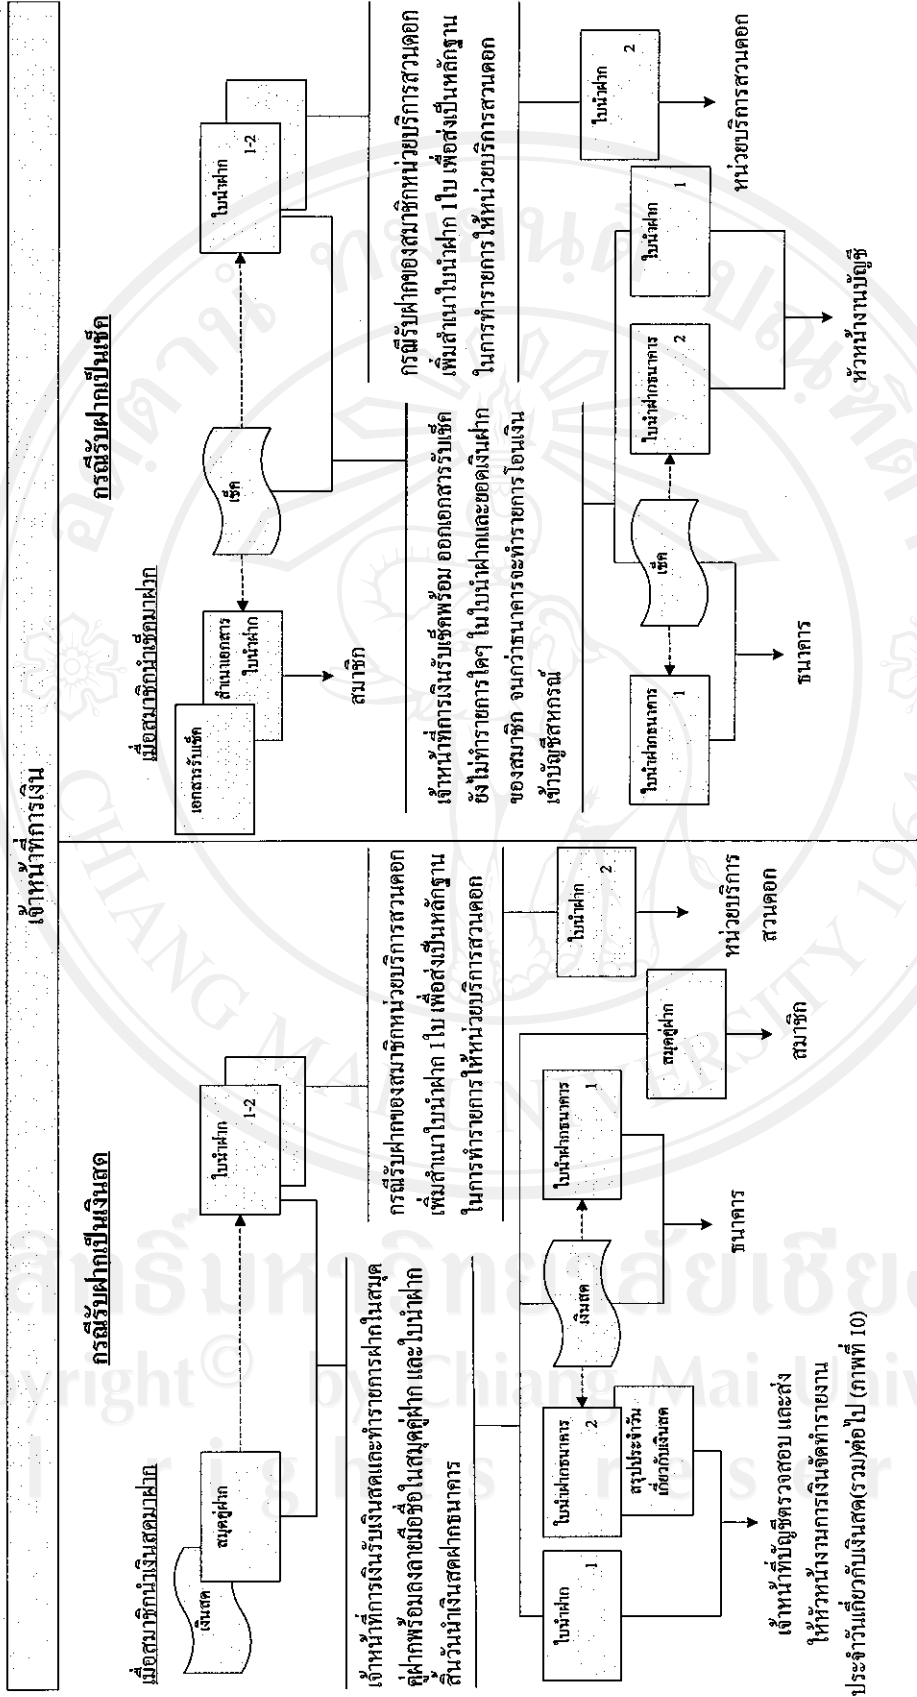 เจ้าหน้าที่การเงิน
กรณีรับฝากเป็นเงินสด
เมื่อสมาชิกนำเงินสดมาฝาก
เงินสด
สมุดคู่ฝาก
ใบนำฝาก
1-2
เจ้าหน้าที่การเงินรับเงินสดและทำรายการฝากในสมุด
คู่ฝากพร้อมลงลายมือชื่อในสมุดคู่ฝาก และใบนำฝาก
สิ้นวันนำเงินสดฝากธนาคาร
กรณีรับฝากของสมาชิกหน่วยบริการสวนดอก
เพิ่มสำเนาใบนำฝาก 1 ใบ เพื่อส่งเป็นหลักฐาน
ในการทำรายการให้หน่วยบริการสวนดอก
ใบนำฝาก
1
ใบนำฝากธนาคาร
2
สรุปประจำวัน
เกี่ยวกับเงินสด
เงินสด
ใบนำฝากธนาคาร
1
สมุดคู่ฝาก
ใบนำฝาก
2
เจ้าหน้าที่บัญชีตรวจสอบ และส่ง
ให้หัวหน้างานการเงินจัดทำรายงาน
ประจำวันเกี่ยวกับเงินสด(รวม)ต่อไป (ภาพที่ 10)
ธนาคาร
สมาชิก
หน่วยบริการ
สวนดอก
กรณีรับฝากเป็นเช็ค
เมื่อสมาชิกนำเช็คมาฝาก
เอกสารรับเช็ค
สำเนาเอกสาร
ใบนำฝาก
เช็ค
ใบนำฝาก
1-2
สมาชิก
เจ้าหน้าที่การเงินรับเช็คพร้อม ออกเอกสารรับเช็ค
ยังไม่ทำรายการใดๆ ในใบนำฝากและยอดเงินฝาก
ของสมาชิก จนกว่าธนาคารจะทำรายการโอนเงิน
เข้าบัญชีสหกรณ์
กรณีรับฝากของสมาชิกหน่วยบริการสวนดอก
เพิ่มสำเนาใบนำฝาก 1 ใบ เพื่อส่งเป็นหลักฐาน
ในการทำรายการให้หน่วยบริการสวนดอก
ใบนำฝากธนาคาร
1
เช็ค
ใบนำฝากธนาคาร
2
ใบนำฝาก
1
ใบนำฝาก
2
ธนาคาร
หัวหน้างานบัญชี
หน่วยบริการสวนดอก
CHIANG MAI UNIVERSITY 1964